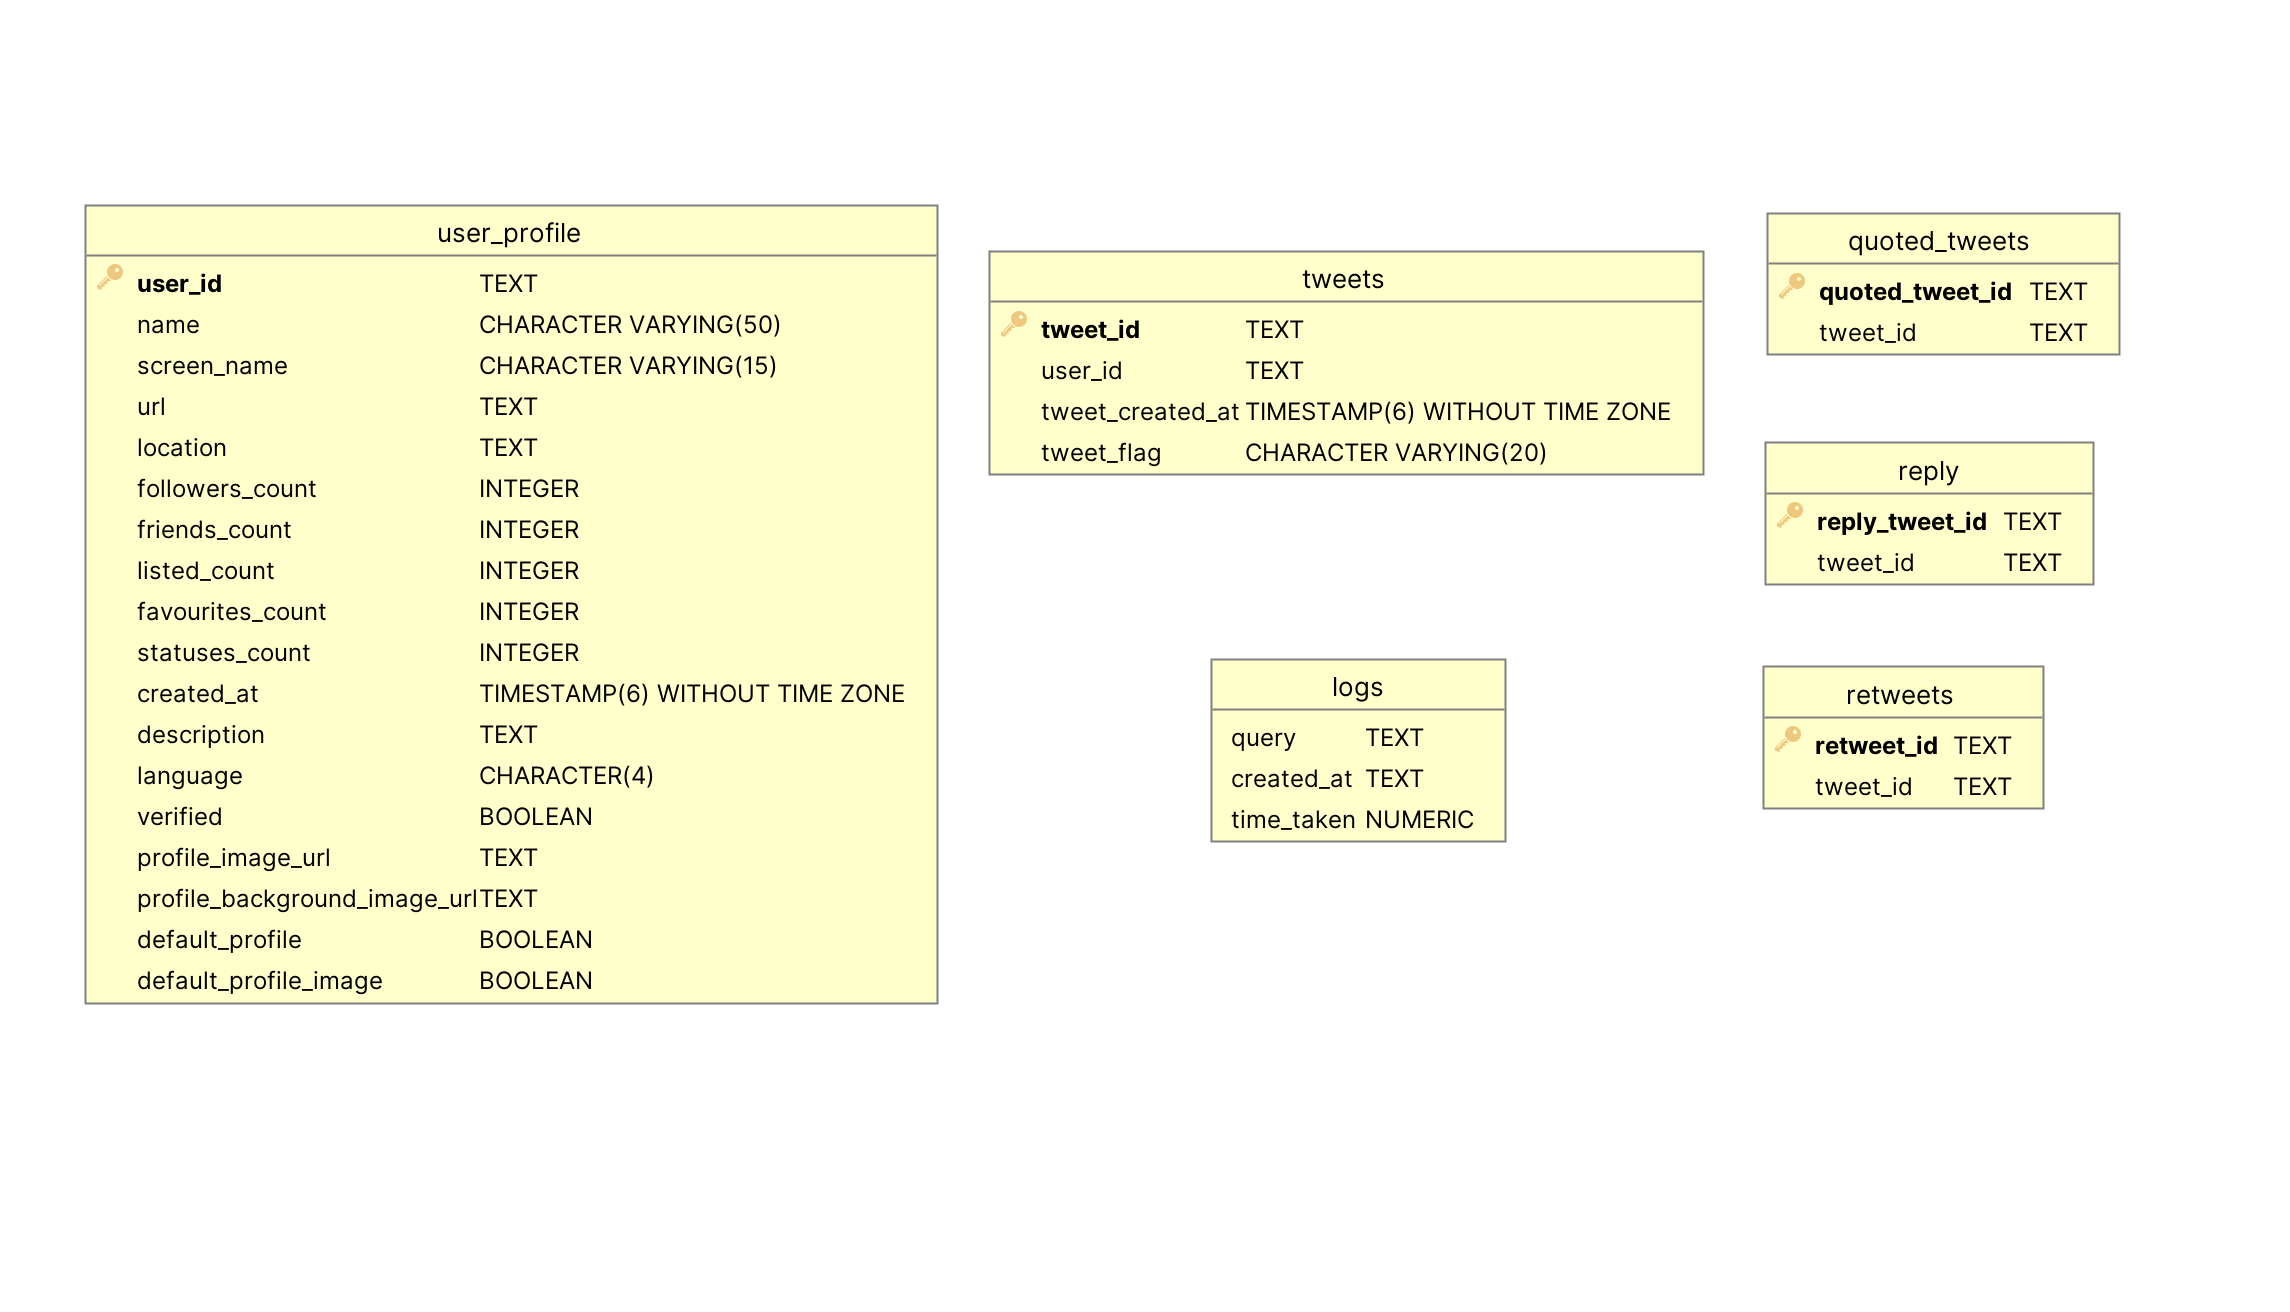 user_profile
user_id TEXT
name CHARACTER VARYING(50)
screen_name CHARACTER VARYING(15)
url TEXT
location TEXT
followers_count INTEGER
friends_count INTEGER
listed_count INTEGER
favourites_count INTEGER
statuses_count INTEGER
created_at TIMESTAMP(6) WITHOUT TIME ZONE
description TEXT
language CHARACTER(4)
verified BOOLEAN
profile_image_url TEXT
profile_background_image_url TEXT
default_profile BOOLEAN
default_profile_image BOOLEAN
tweets
tweet_id TEXT
user_id TEXT
tweet_created_at TIMESTAMP(6) WITHOUT TIME ZONE
tweet_flag CHARACTER VARYING(20)
logs
query TEXT
created_at TEXT
time_taken NUMERIC
quoted_tweets
quoted_tweet_id TEXT
tweet_id TEXT
reply
reply_tweet_id TEXT
tweet_id TEXT
retweets
retweet_id TEXT
tweet_id TEXT